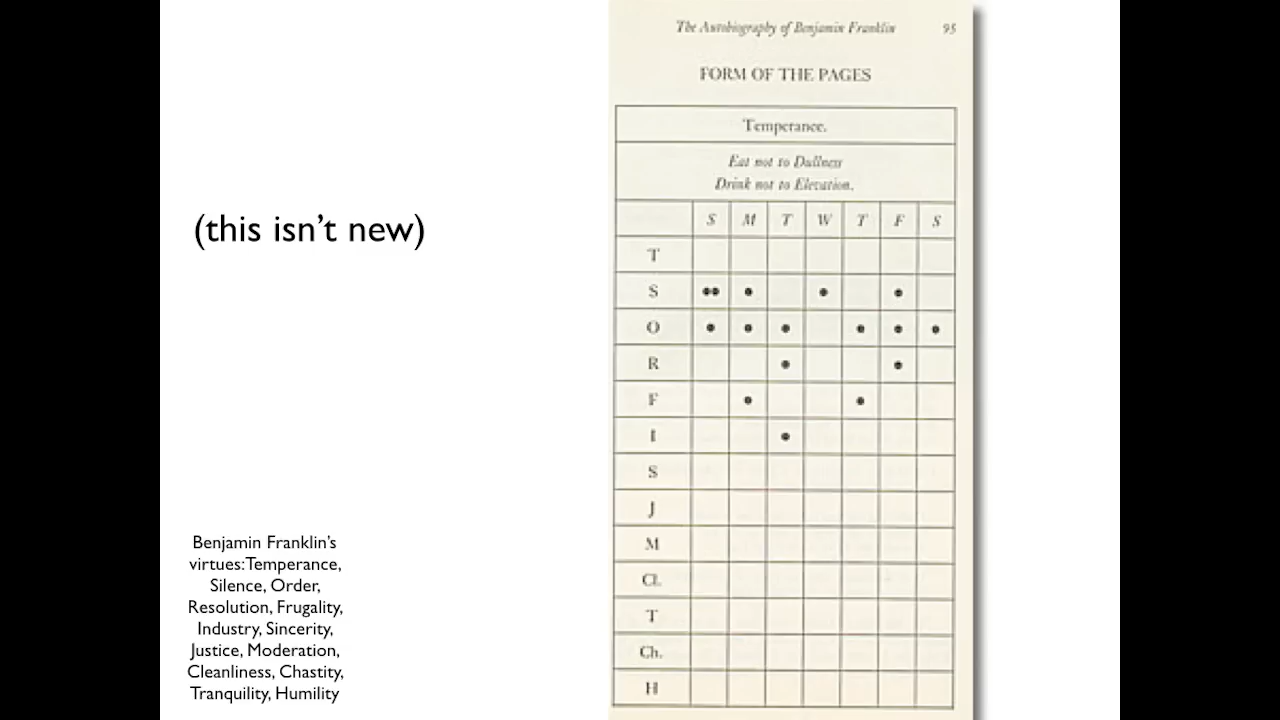 (this isn't new)
Benjamin Franklin's
virtues:Temperance,
Silence, Order,
Resolution, Frugality,
Industry, Sincerity,
Justice, Moderation,
Cleanliness, Chastity,
Tranquility, Humility
The Autobiography of Benjamin Franklin 95
FORM OF THE PAGES
Temperance.
Eat not to Dullness
Drink not to Elevation.
S M T W T F S
T
S
O
R
F
I
S
J
M
Cl.
T
Ch.
H